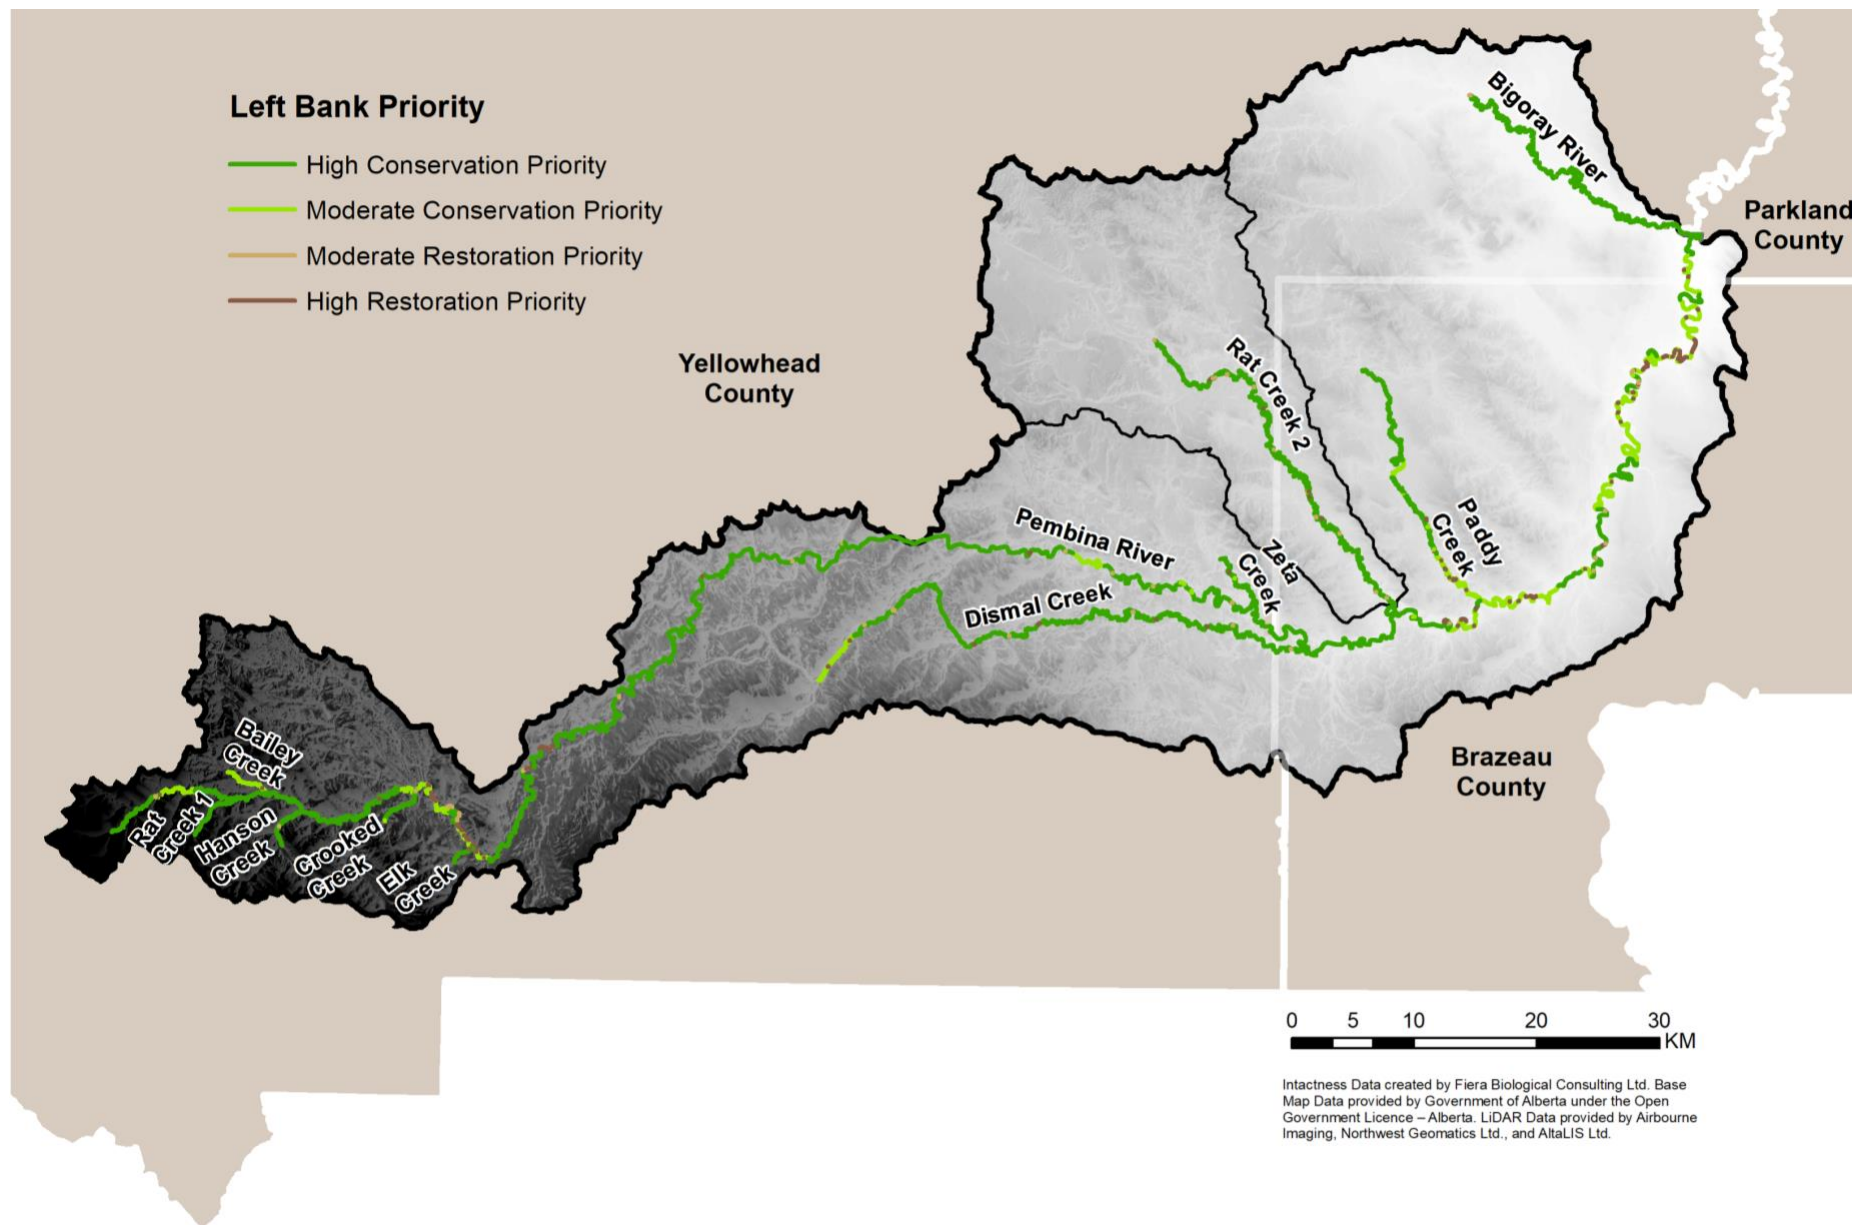 Left Bank Priority
High Conservation Priority
Moderate Conservation Priority
Moderate Restoration Priority
High Restoration Priority
Bigoray River
Parkland
County
Yellowhead
County
Rat Creek 2
Paddy
Creek
Pembina River
Zeta
Creek
Dismal Creek
Bailey
Creek
Rat
Creek 1
Hanson
Creek
Crooked
Creek
Elk
Creek
Brazeau
County
0 5 10 20 30
KM
Intactness Data created by Fiera Biological Consulting Ltd. Base
Map Data provided by Government of Alberta under the Open
Government Licence – Alberta. LiDAR Data provided by Airbourne
Imaging, Northwest Geomatics Ltd., and AltaLIS Ltd.